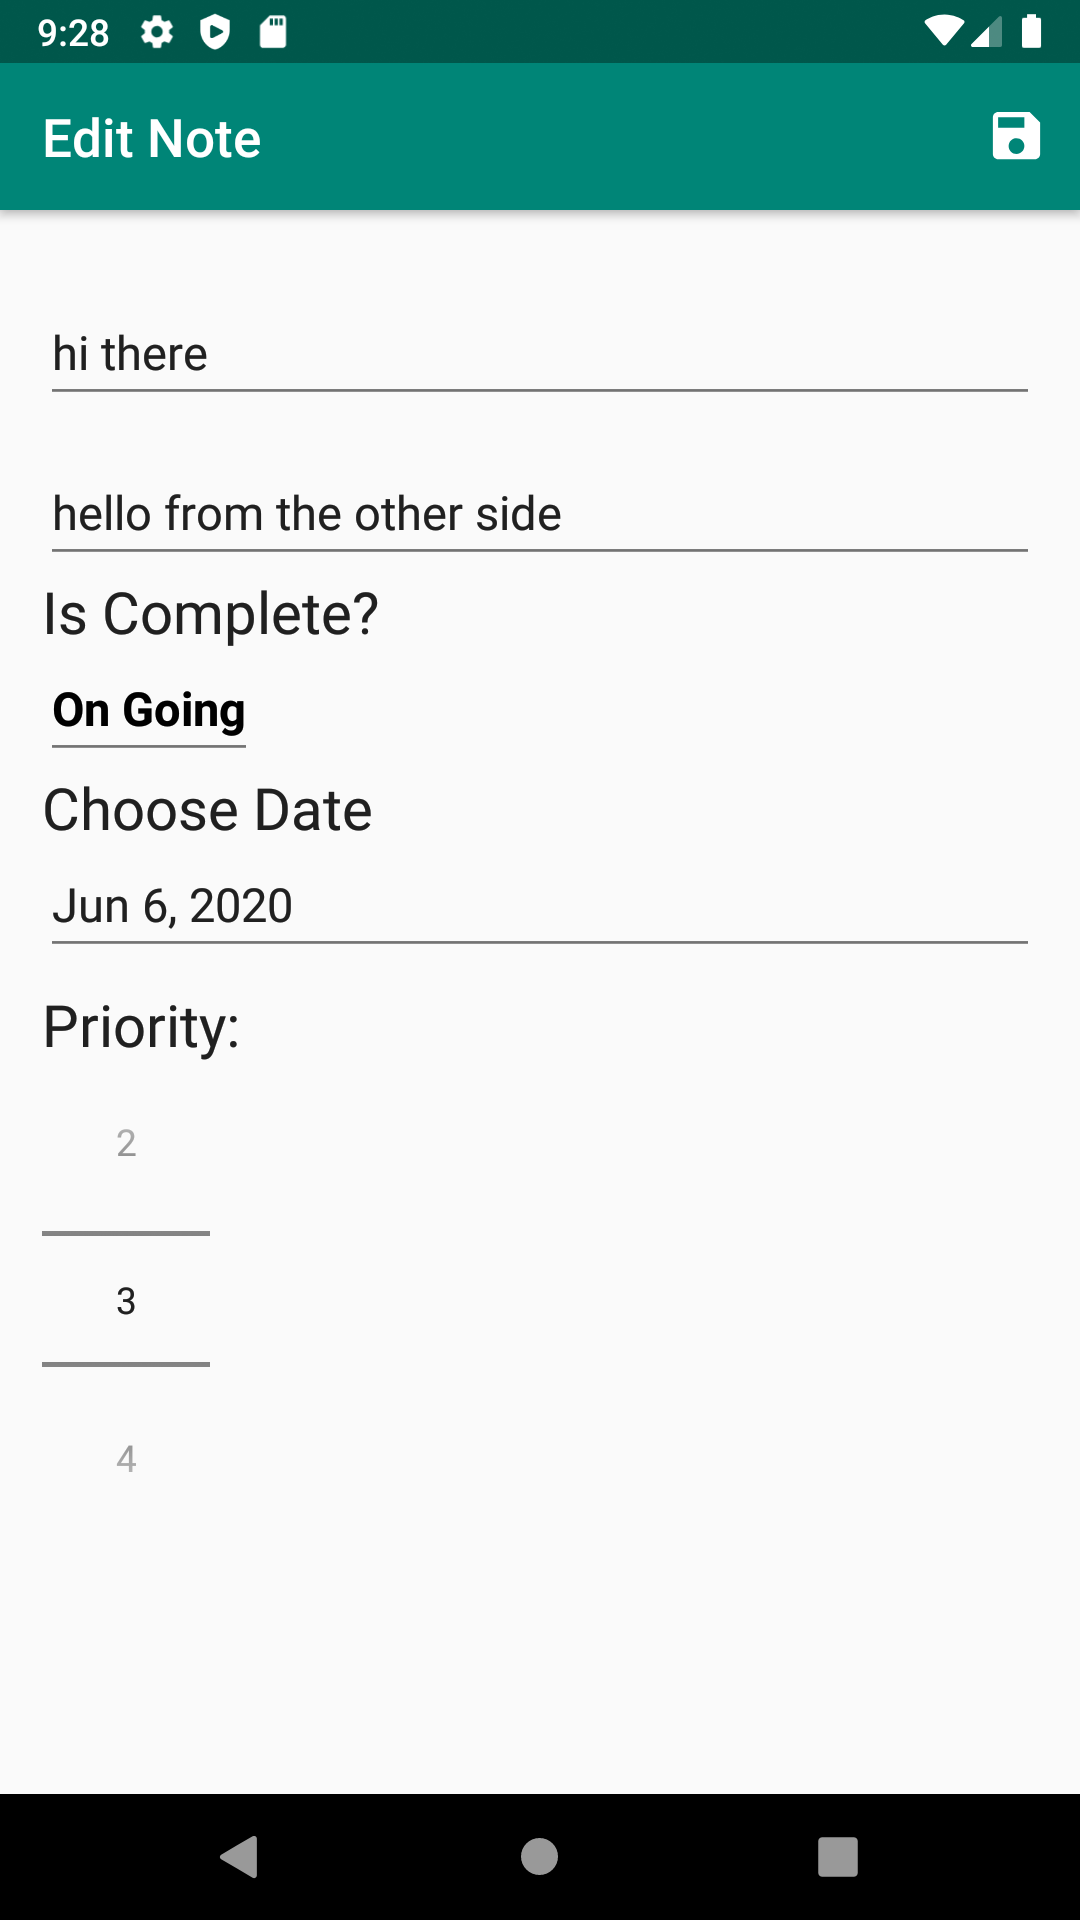 9:28
Edit Note
hi there
hello from the other side
Is Complete?
On Going
Choose Date
Jun 6, 2020
Priority:
2
3
4